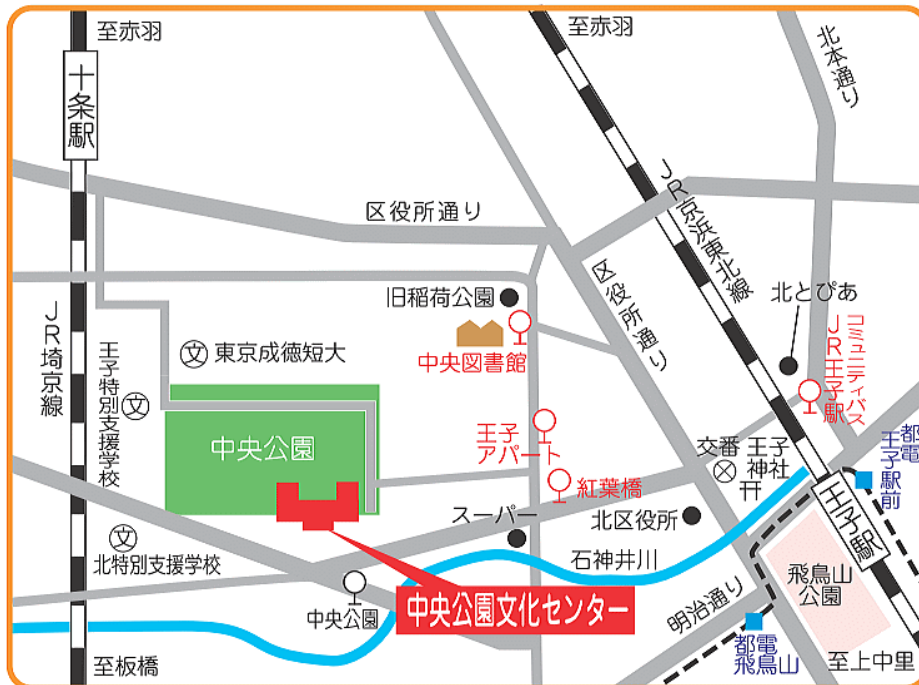 至赤羽
至赤羽
北本通り
十条駅
JR京浜東北線
区役所通り
区役所通り
旧稲荷公園
北とぴあ
中央図書館
コミュニティバス
JR王子駅
JR埼京線
東京成徳短大
文
王子特別支援学校
文
中央公園
王子
アパート
交番
王子
神社
都電
王子駅前
紅葉橋
スーパー
北区役所
王子駅
文
北特別支援学校
石神井川
飛鳥山
公園
中央公園
中央公園文化センター
明治通り
都電
飛鳥山
至板橋
至上中里